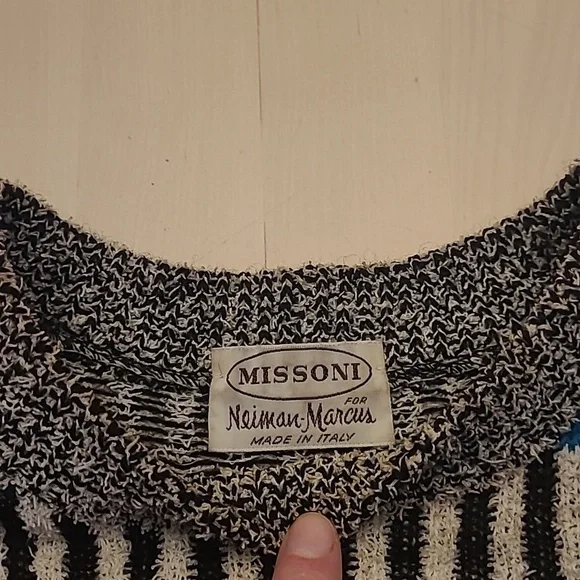 MISSONI
FOR
Neiman-Marcus
MADE IN ITALY